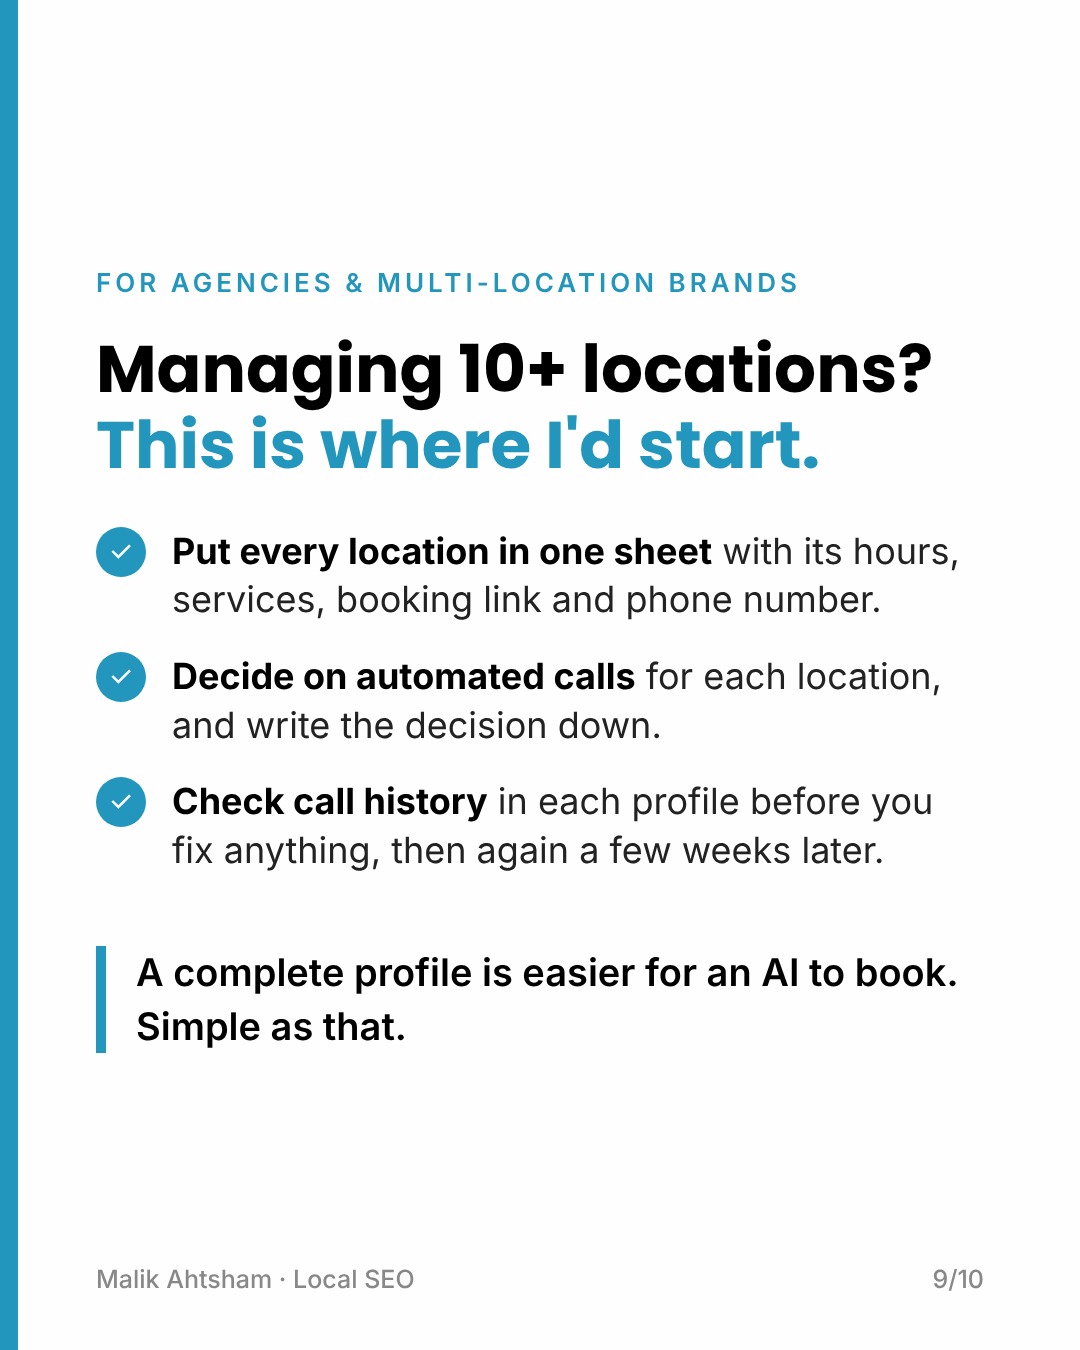 FOR AGENCIES & MULTI-LOCATION BRANDS
Managing 10+ locations?
This is where I'd start.
Put every location in one sheet with its hours,
services, booking link and phone number.
Decide on automated calls for each location,
and write the decision down.
Check call history in each profile before you
fix anything, then again a few weeks later.
A complete profile is easier for an AI to book.
Simple as that.
Malik Ahtsham · Local SEO
9/10